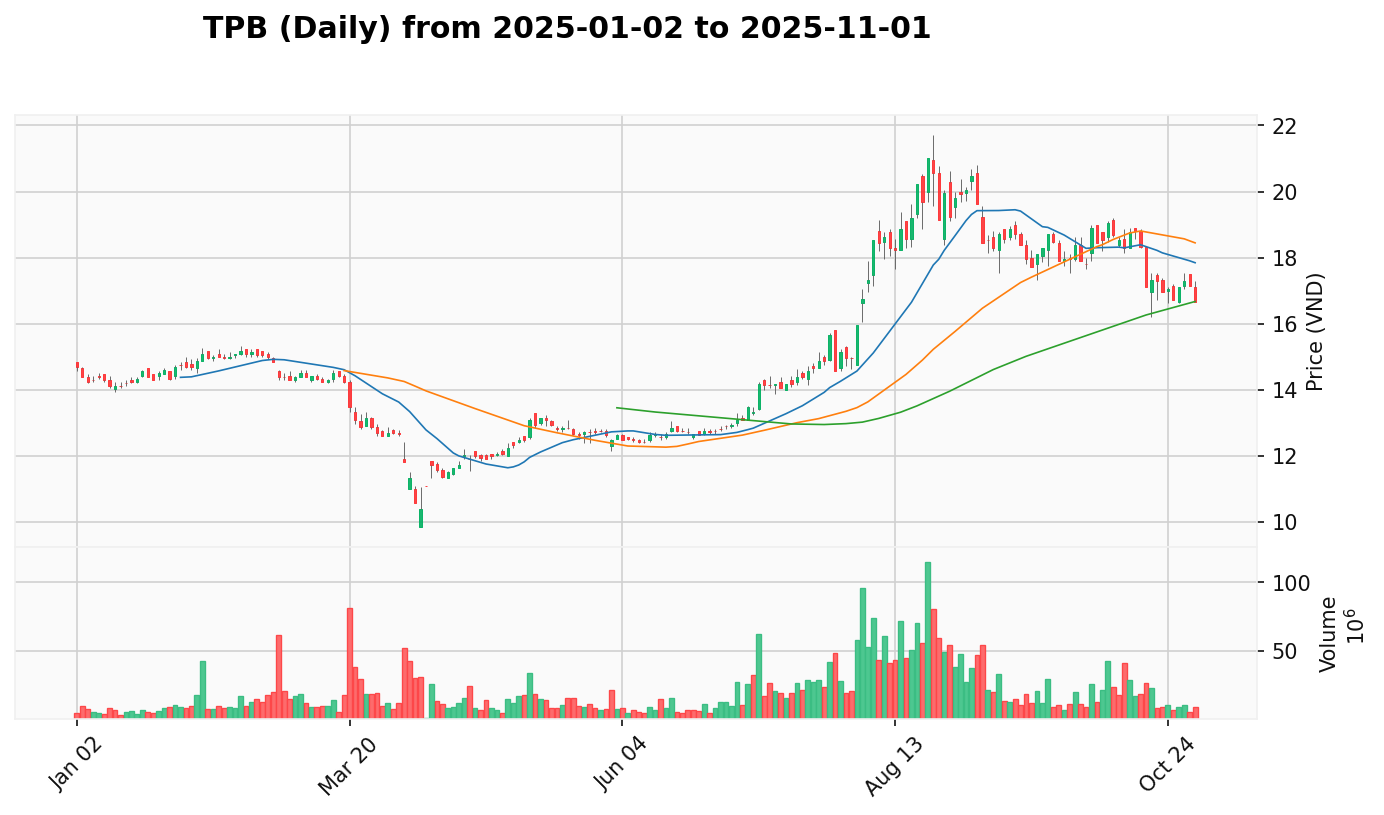 TPB (Daily) from 2025-01-02 to 2025-11-01
22
20
18
16
14
12
10
Price (VND)
100
50
Volume
10⁶
Jan 02
Mar 20
Jun 04
Aug 13
Oct 24